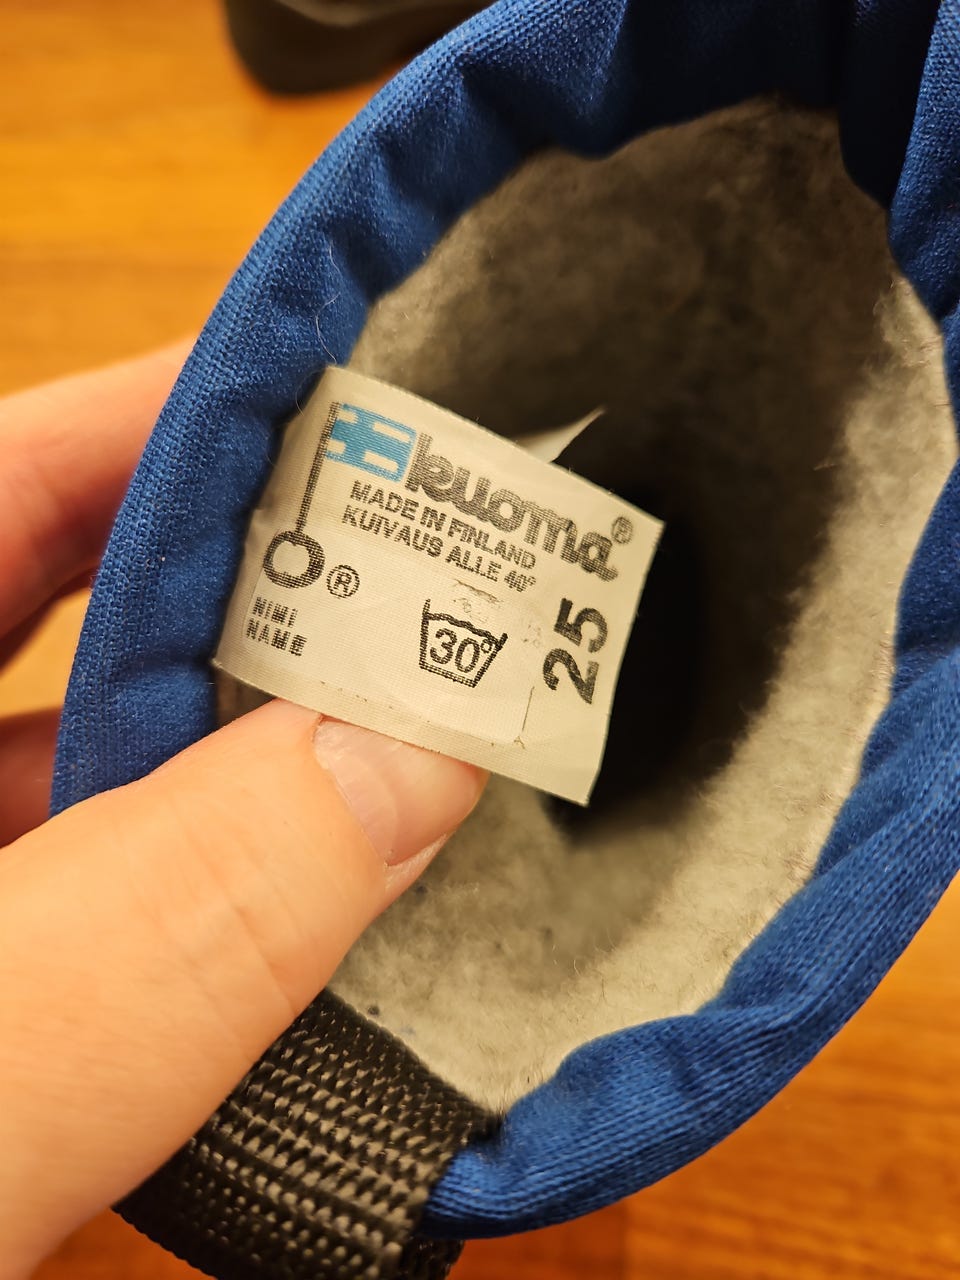 kuoma®
MADE IN FINLAND
KUIVAUS ALLE 40°
®
NIMI
NAME
30°
25